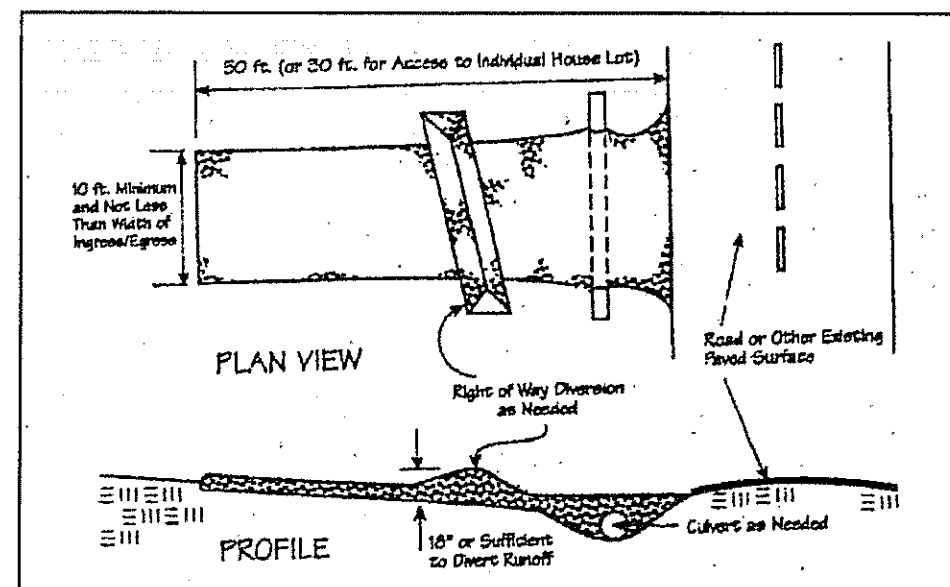 50 ft. (or 30 ft. for Access to Individual House Lot)
10 ft. Minimum
and Not Less
Than Width of
Ingress/Egress
PLAN VIEW
Right of Way Diversion
as Needed
Road or Other Existing
Paved Surface
18" or Sufficient
to Divert Runoff
Culvert as Needed
PROFILE